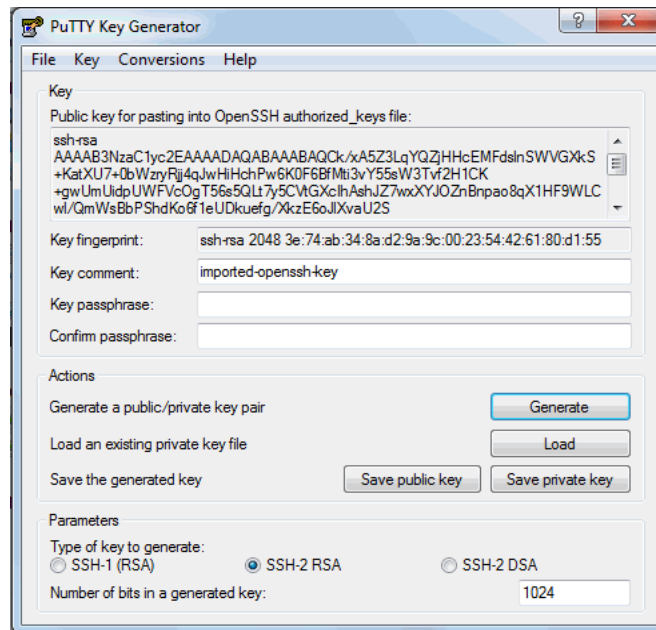 PuTTY Key Generator
File Key Conversions Help
Key
Public key for pasting into OpenSSH authorized_keys file:
ssh-rsa
AAAAB3NzaC1yc2EAAAADAQABAAABAQCk/xA5Z3LqYQZjHHcEMFdslnSWVGXkS
+KatXU7+0bWzryRjj4qJwHiHchPw6K0F6BfMti3vY55sW3Tvf2H1CK
+gwUmUidpUWFVcOgT56s5QLt7y5CVtGXclhAshJZ7wxXYJOZnBnpao8qX1HF9WLC
wl/QmWsBbPShdKo6f1eUDkuefg/XkzE6oJlXvaU2S
Key fingerprint: ssh-rsa 2048 3e:74:ab:34:8a:d2:9a:9c:00:23:54:42:61:80:d1:55
Key comment: imported-openssh-key
Key passphrase:
Confirm passphrase:
Actions
Generate a public/private key pair Generate
Load an existing private key file Load
Save the generated key Save public key Save private key
Parameters
Type of key to generate:
SSH-1 (RSA) SSH-2 RSA SSH-2 DSA
Number of bits in a generated key: 1024